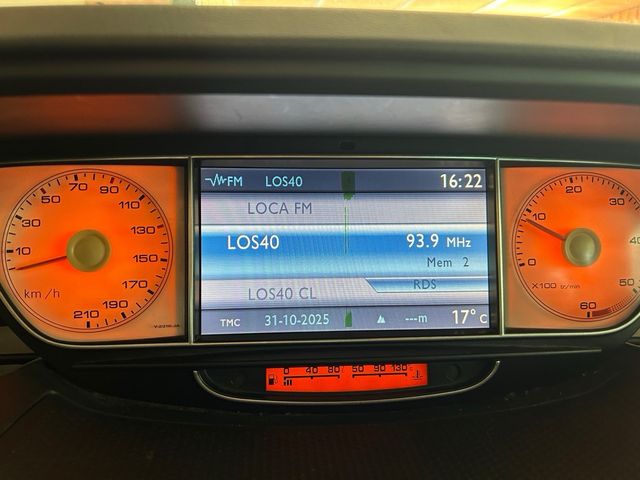 FM LOS40 16:22
LOCA FM
LOS40 93.9 MHz
Mem 2
LOS40 CL RDS
TMC 31-10-2025 ---m 17° C
10 30 50 70 90 110 130 150 170 190 210
km/h
0 10 20 30 40 50 60
X100 tr/min
0 40 80 50 90 130